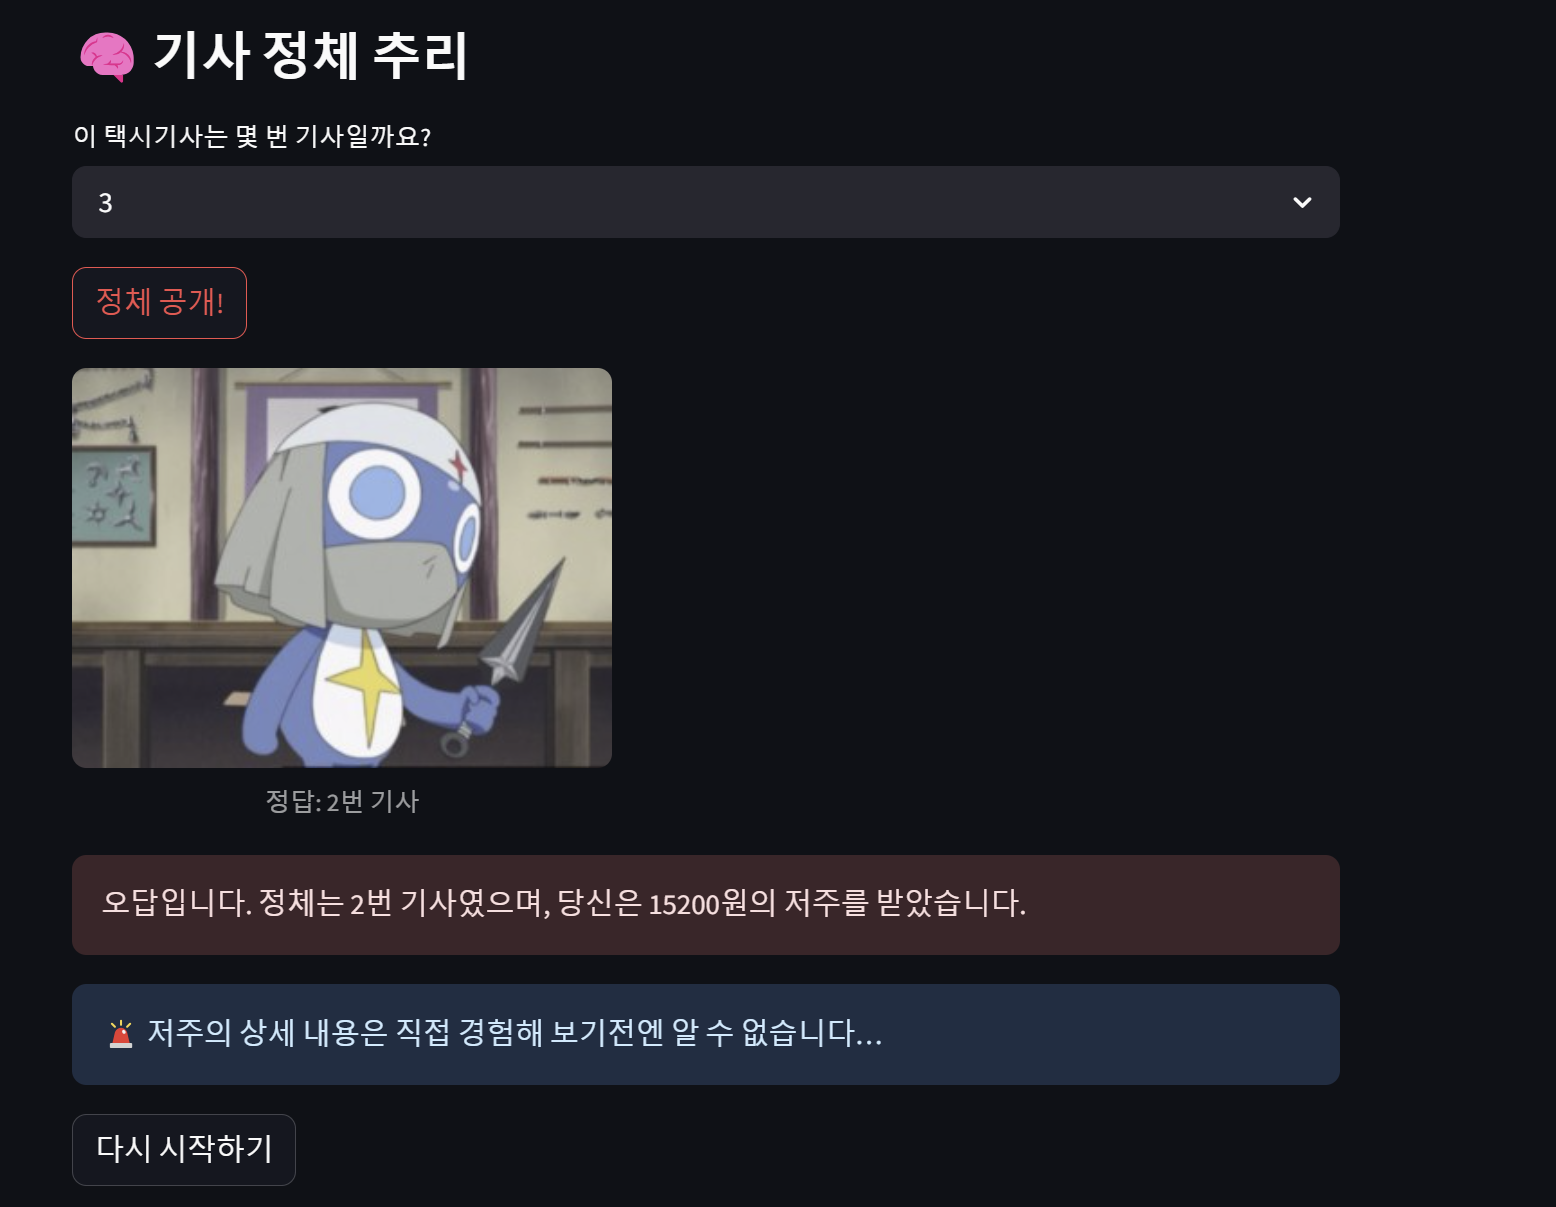 기사 정체 추리
이 택시기사는 몇 번 기사일까요?
3
정체 공개!
정답: 2번 기사
오답입니다. 정체는 2번 기사였으며, 당신은 15200원의 저주를 받았습니다.
저주의 상세 내용은 직접 경험해 보기전엔 알 수 없습니다...
다시 시작하기